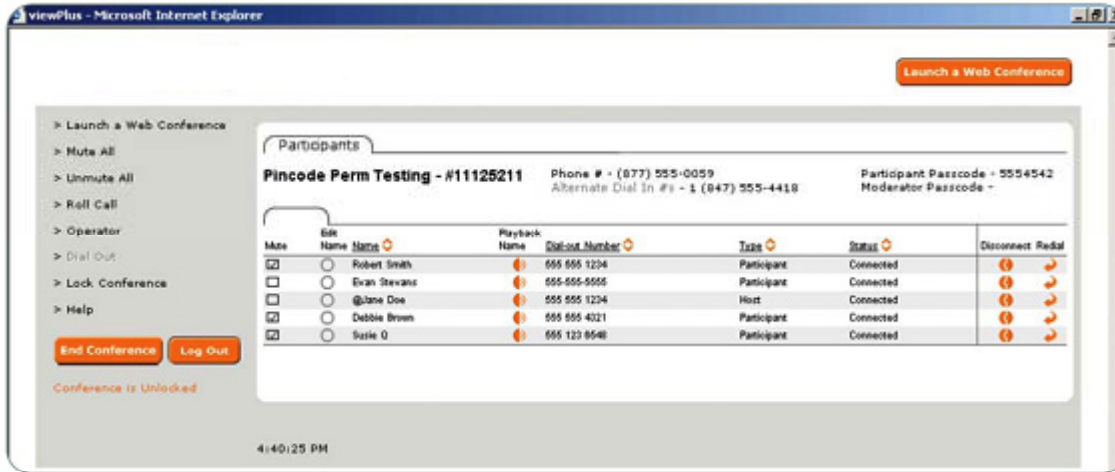 viewPlus - Microsoft Internet Explorer
Launch a Web Conference
> Launch a Web Conference
> Mute All
> Unmute All
> Roll Call
> Operator
> Dial Out
> Lock Conference
> Help
End Conference Log Out
Conference is Unlocked
Participants
Pincode Perm Testing - #11125211
Phone # - (877) 555-0059
Alternate Dial In #s - 1 (847) 555-4418
Participant Passcode - 5554542
Moderator Passcode -
Mute Edit Name Name Playback Name Dial-out Number Type Status Disconnect Redial
Robert Smith 555 555 1234 Participant Connected
Evan Stevans 555-555-5555 Participant Connected
@Jane Doe 555 555 1234 Host Connected
Debbie Brown 555 555 4321 Participant Connected
Susie Q 555 123 8548 Participant Connected
4:40:25 PM